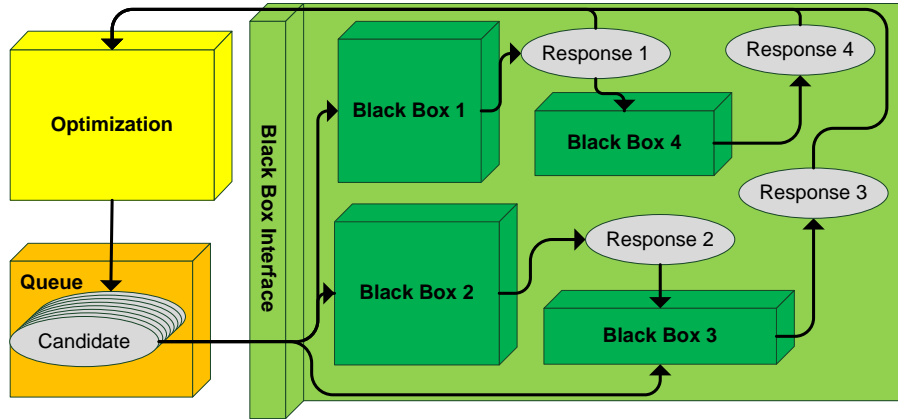 Optimization
Queue
Candidate
Black Box Interface
Black Box 1
Response 1
Response 4
Black Box 4
Response 3
Black Box 2
Response 2
Black Box 3